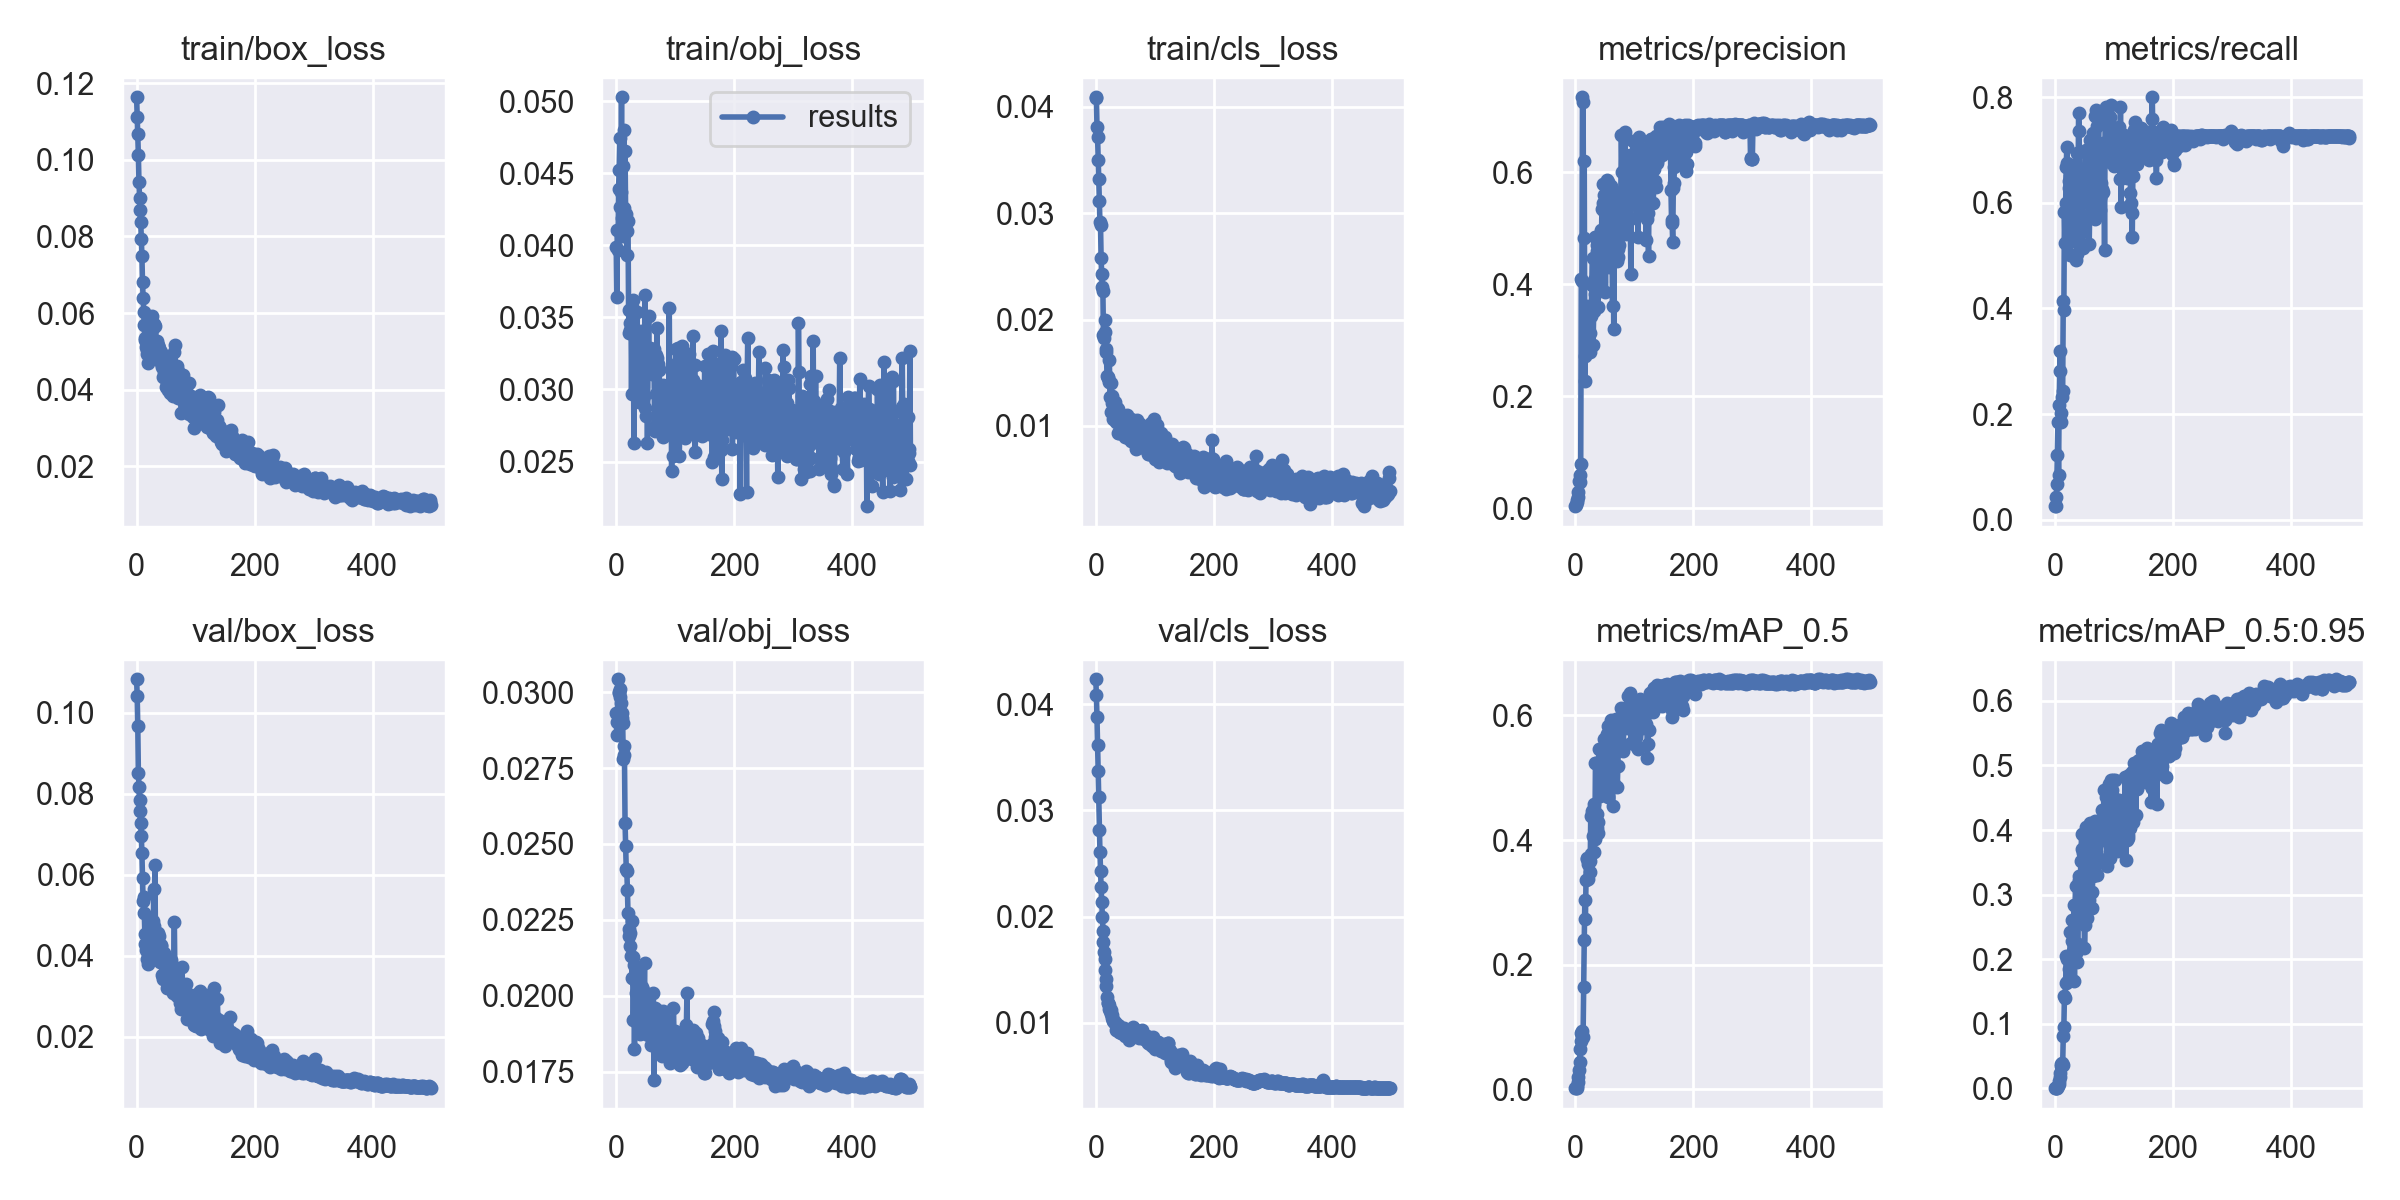 train/box_loss
0.12
0.10
0.08
0.06
0.04
0.02
0 200 400
train/obj_loss
results
0.050
0.045
0.040
0.035
0.030
0.025
0 200 400
train/cls_loss
0.04
0.03
0.02
0.01
0 200 400
metrics/precision
0.6
0.4
0.2
0.0
0 200 400
metrics/recall
0.8
0.6
0.4
0.2
0.0
0 200 400
val/box_loss
0.10
0.08
0.06
0.04
0.02
0 200 400
val/obj_loss
0.0300
0.0275
0.0250
0.0225
0.0200
0.0175
0 200 400
val/cls_loss
0.04
0.03
0.02
0.01
0 200 400
metrics/mAP_0.5
0.6
0.4
0.2
0.0
0 200 400
metrics/mAP_0.5:0.95
0.6
0.5
0.4
0.3
0.2
0.1
0.0
0 200 400